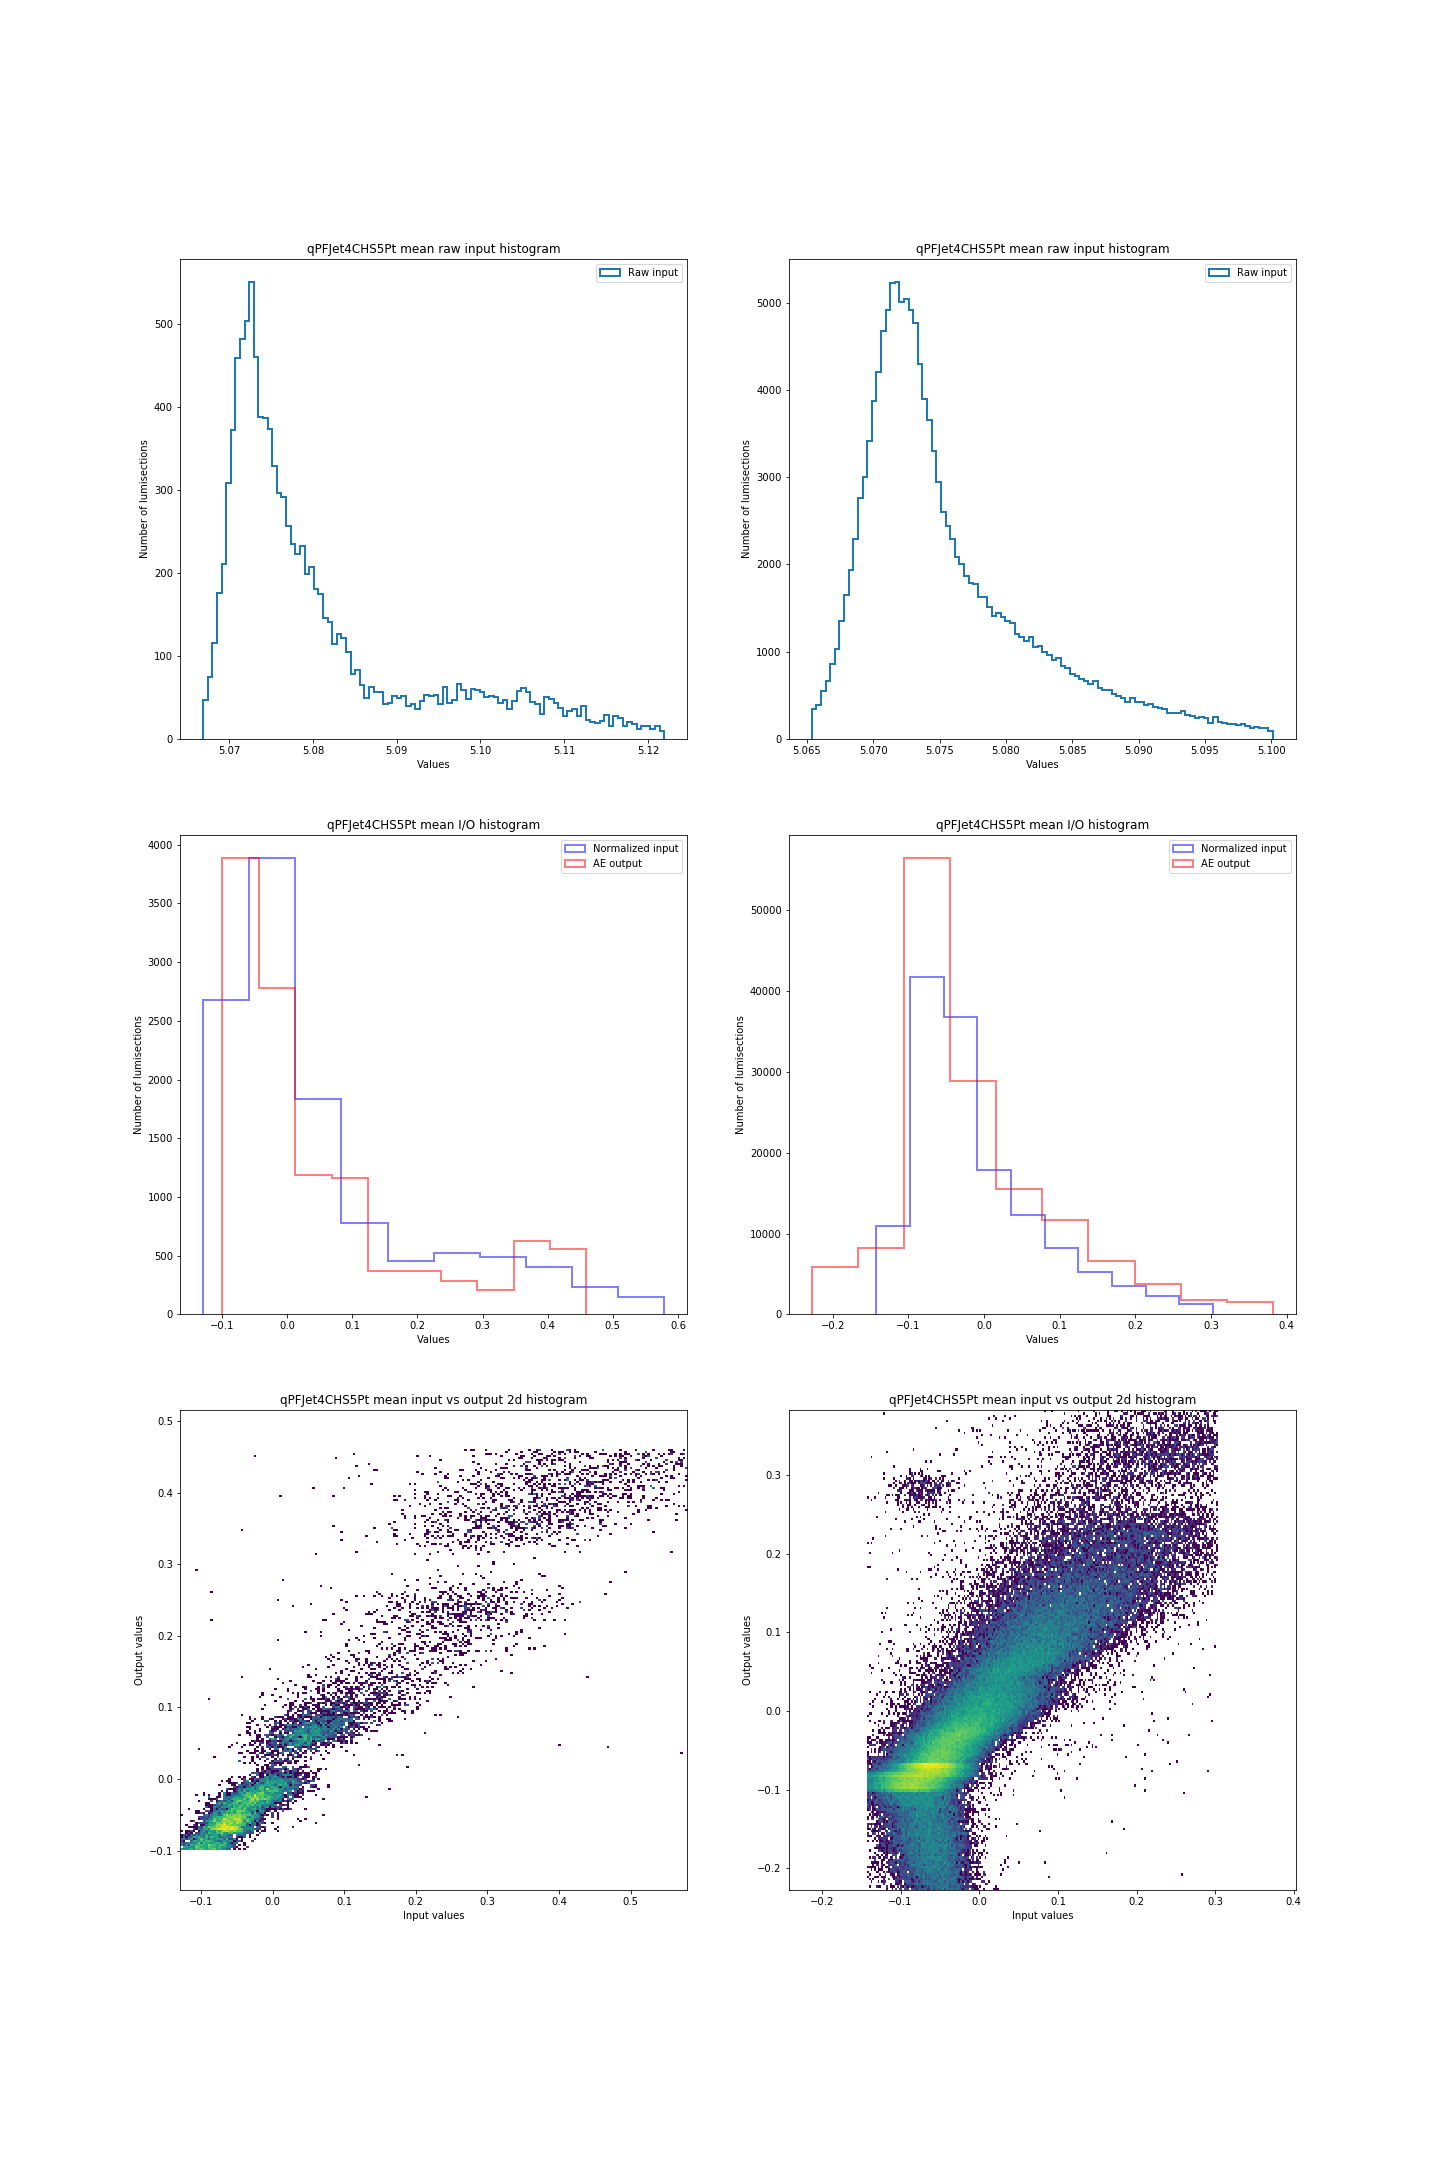 qPFJet4CHS5Pt mean raw input histogram
Raw input
Number of lumisections
500
400
300
200
100
0
5.07 5.08 5.09 5.10 5.11 5.12
Values
qPFJet4CHS5Pt mean raw input histogram
Raw input
Number of lumisections
5000
4000
3000
2000
1000
0
5.065 5.070 5.075 5.080 5.085 5.090 5.095 5.100
Values
qPFJet4CHS5Pt mean I/O histogram
Normalized input
AE output
Number of lumisections
4000
3500
3000
2500
2000
1500
1000
500
0
−0.1 0.0 0.1 0.2 0.3 0.4 0.5 0.6
Values
qPFJet4CHS5Pt mean I/O histogram
Normalized input
AE output
Number of lumisections
50000
40000
30000
20000
10000
0
−0.2 −0.1 0.0 0.1 0.2 0.3 0.4
Values
qPFJet4CHS5Pt mean input vs output 2d histogram
Output values
0.5
0.4
0.3
0.2
0.1
0.0
−0.1
−0.1 0.0 0.1 0.2 0.3 0.4 0.5
Input values
qPFJet4CHS5Pt mean input vs output 2d histogram
Output values
0.3
0.2
0.1
0.0
−0.1
−0.2
−0.2 −0.1 0.0 0.1 0.2 0.3 0.4
Input values